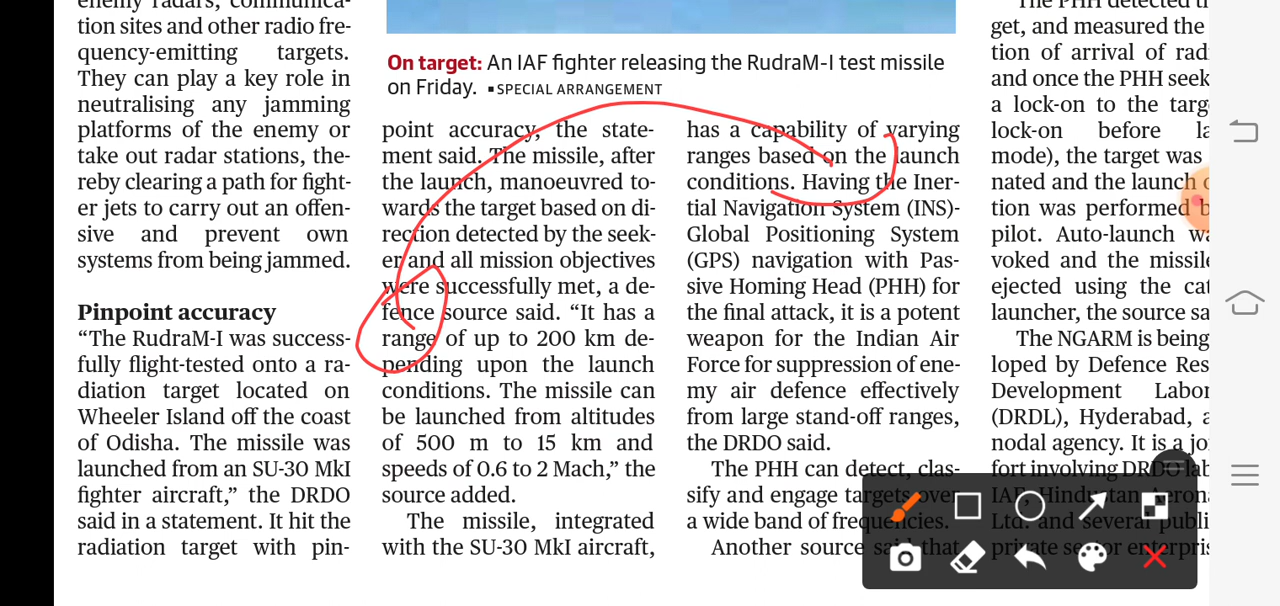 enemy radars, communica-
tion sites and other radio fre-
quency-emitting targets.
They can play a key role in
neutralising any jamming
platforms of the enemy or
take out radar stations, the-
reby clearing a path for fight-
er jets to carry out an offen-
sive and prevent own
systems from being jammed.
Pinpoint accuracy
“The RudraM-I was success-
fully flight-tested onto a ra-
diation target located on
Wheeler Island off the coast
of Odisha. The missile was
launched from an SU-30 MkI
fighter aircraft,” the DRDO
said in a statement. It hit the
radiation target with pin-
On target: An IAF fighter releasing the RudraM-I test missile
on Friday. ▪SPECIAL ARRANGEMENT
point accuracy, the state-
ment said. The missile, after
the launch, manoeuvred to-
wards the target based on di-
rection detected by the seek-
er and all mission objectives
were successfully met, a de-
fence source said. “It has a
range of up to 200 km de-
pending upon the launch
conditions. The missile can
be launched from altitudes
of 500 m to 15 km and
speeds of 0.6 to 2 Mach,” the
source added.
The missile, integrated
with the SU-30 MkI aircraft,
has a capability of varying
ranges based on the launch
conditions. Having the Iner-
tial Navigation System (INS)-
Global Positioning System
(GPS) navigation with Pas-
sive Homing Head (PHH) for
the final attack, it is a potent
weapon for the Indian Air
Force for suppression of ene-
my air defence effectively
from large stand-off ranges,
the DRDO said.
The PHH can detect, clas-
sify and engage targets over
a wide band of frequencies.
Another source said that
The PHH detected
get, and measured the
tion of arrival of
and once the PHH seek
a lock-on to the
lock-on before
mode), the target was
nated and the launch
tion was performed
pilot. Auto-launch
voked and the
ejected using the
launcher, the source
The NGARM is being
loped by Defence
Development
(DRDL), Hyderabad,
nodal agency. It is a
fort involving DRDO
IAF, Hindustan
Ltd. and several
private sector